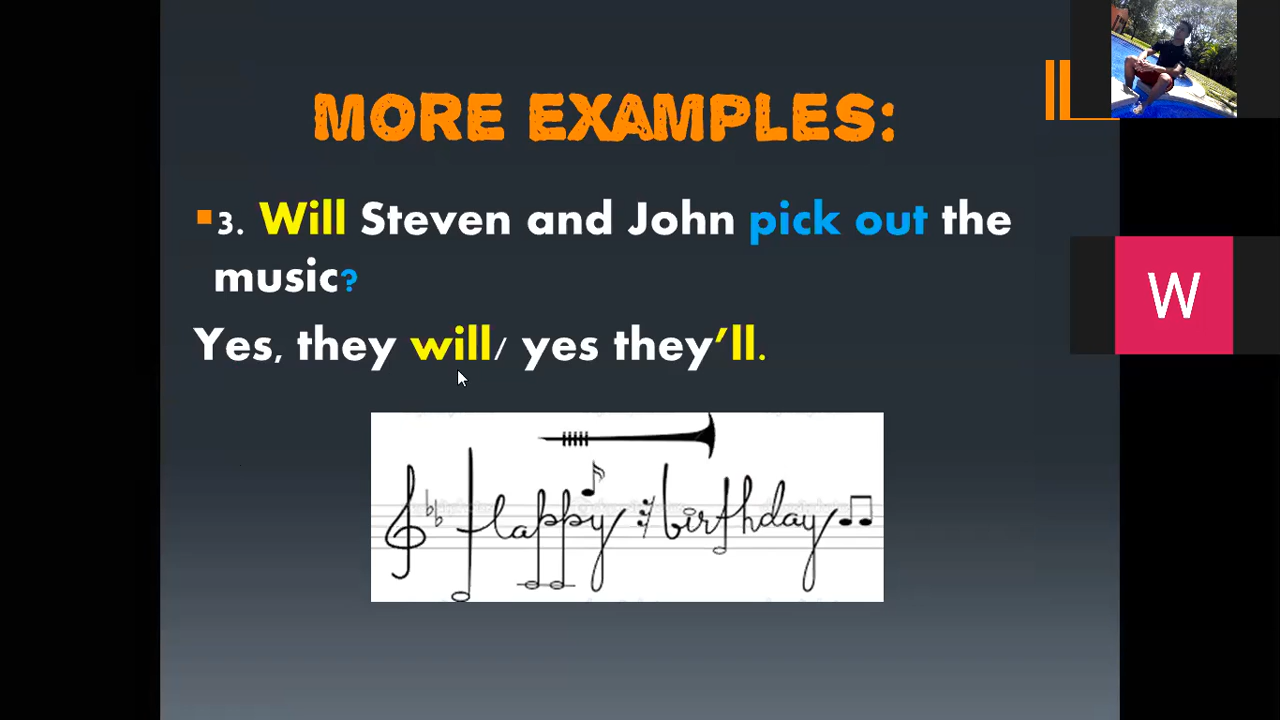 MORE EXAMPLES:
3. Will Steven and John pick out the
music?
Yes, they will/ yes they’ll.
Happy birthday
W